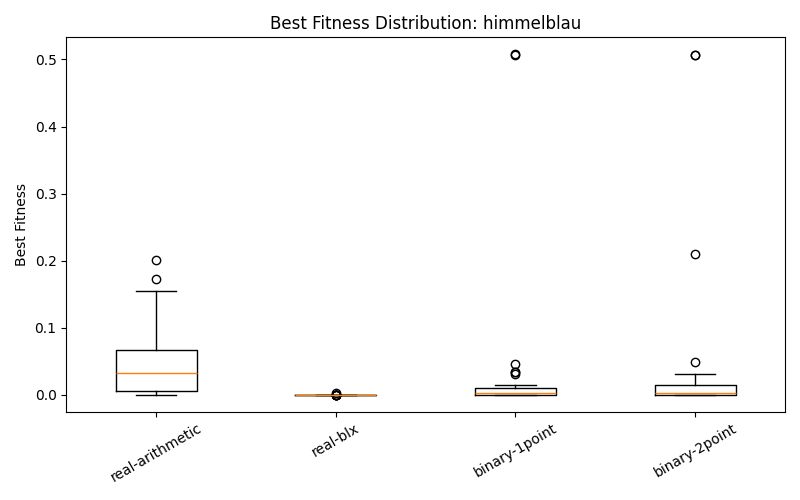 Best Fitness Distribution: himmelblau
Best Fitness
0.5
0.4
0.3
0.2
0.1
0.0
real-arithmetic
real-blx
binary-1point
binary-2point